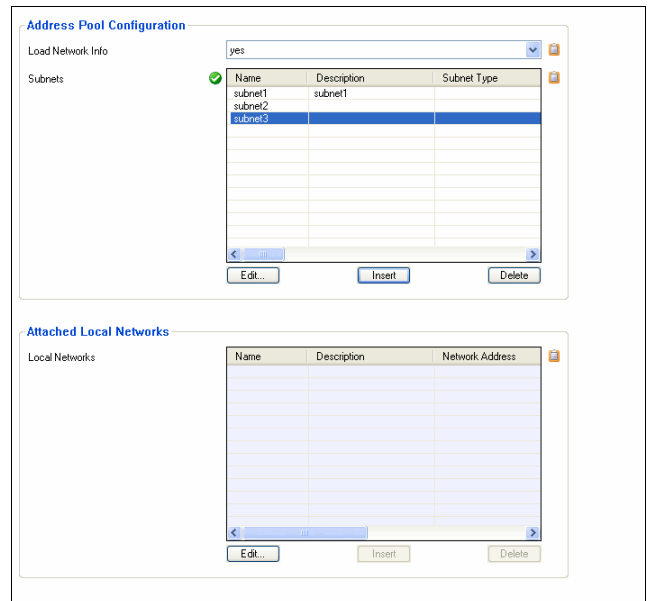 Address Pool Configuration
Load Network Info yes
Subnets Name Description Subnet Type
subnet1 subnet1
subnet2
subnet3
Edit... Insert Delete
Attached Local Networks
Local Networks Name Description Network Address
Edit... Insert Delete